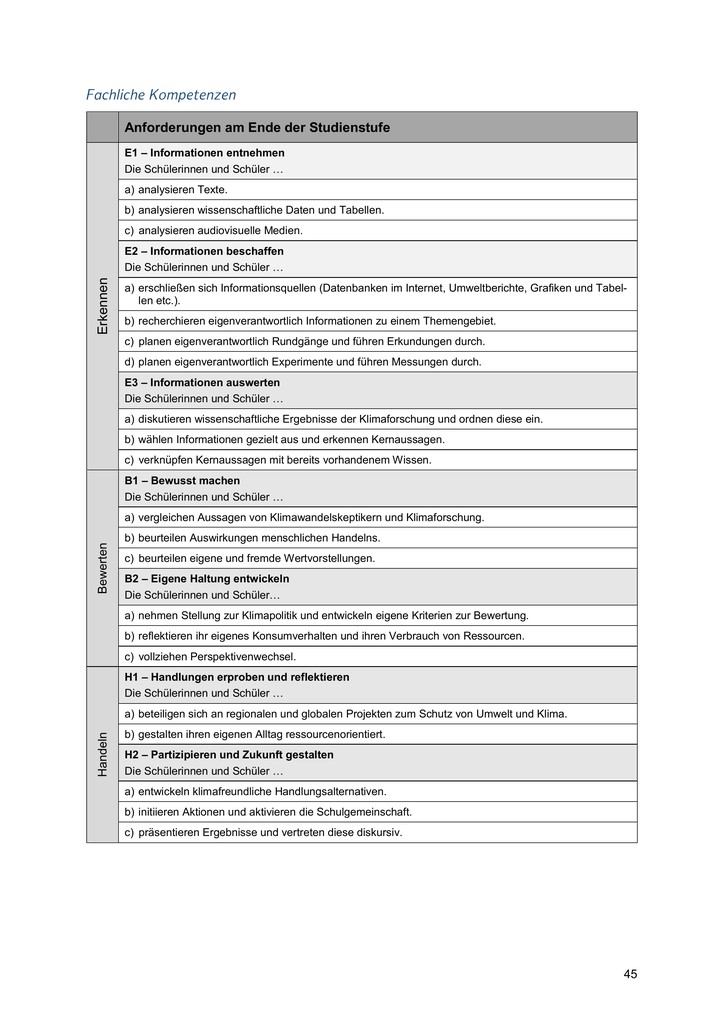 Fachliche Kompetenzen
Anforderungen am Ende der Studienstufe
Erkennen
E1 – Informationen entnehmen
Die Schülerinnen und Schüler …
a) analysieren Texte.
b) analysieren wissenschaftliche Daten und Tabellen.
c) analysieren audiovisuelle Medien.
E2 – Informationen beschaffen
Die Schülerinnen und Schüler …
a) erschließen sich Informationsquellen (Datenbanken im Internet, Umweltberichte, Grafiken und Tabel-
len etc.).
b) recherchieren eigenverantwortlich Informationen zu einem Themengebiet.
c) planen eigenverantwortlich Rundgänge und führen Erkundungen durch.
d) planen eigenverantwortlich Experimente und führen Messungen durch.
E3 – Informationen auswerten
Die Schülerinnen und Schüler …
a) diskutieren wissenschaftliche Ergebnisse der Klimaforschung und ordnen diese ein.
b) wählen Informationen gezielt aus und erkennen Kernaussagen.
c) verknüpfen Kernaussagen mit bereits vorhandenem Wissen.
Bewerten
B1 – Bewusst machen
Die Schülerinnen und Schüler …
a) vergleichen Aussagen von Klimawandelskeptikern und Klimaforschung.
b) beurteilen Auswirkungen menschlichen Handelns.
c) beurteilen eigene und fremde Wertvorstellungen.
B2 – Eigene Haltung entwickeln
Die Schülerinnen und Schüler…
a) nehmen Stellung zur Klimapolitik und entwickeln eigene Kriterien zur Bewertung.
b) reflektieren ihr eigenes Konsumverhalten und ihren Verbrauch von Ressourcen.
c) vollziehen Perspektivenwechsel.
Handeln
H1 – Handlungen erproben und reflektieren
Die Schülerinnen und Schüler …
a) beteiligen sich an regionalen und globalen Projekten zum Schutz von Umwelt und Klima.
b) gestalten ihren eigenen Alltag ressourcenorientiert.
H2 – Partizipieren und Zukunft gestalten
Die Schülerinnen und Schüler …
a) entwickeln klimafreundliche Handlungsalternativen.
b) initiieren Aktionen und aktivieren die Schulgemeinschaft.
c) präsentieren Ergebnisse und vertreten diese diskursiv.
45